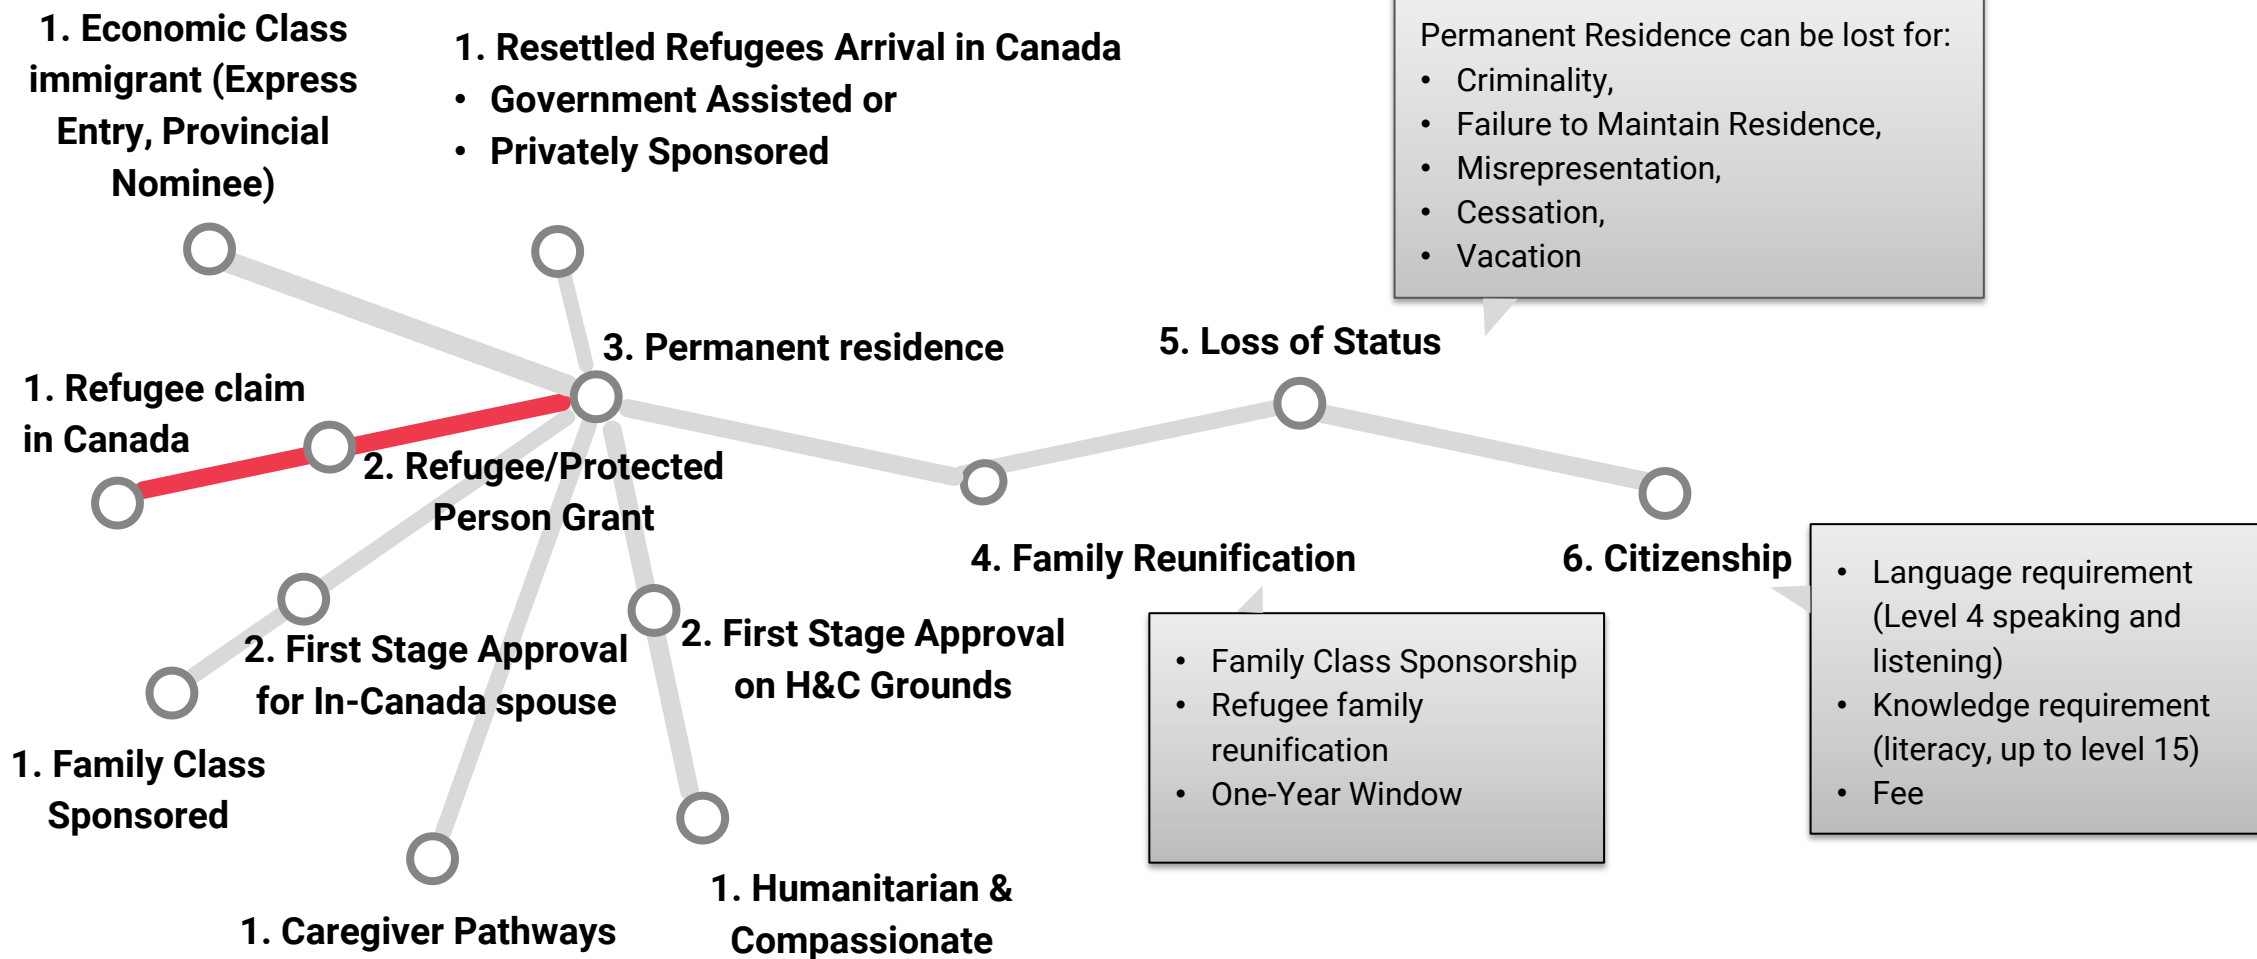 1. Economic Class
immigrant (Express
Entry, Provincial
Nominee)
1. Resettled Refugees Arrival in Canada
• Government Assisted or
• Privately Sponsored
Permanent Residence can be lost for:
• Criminality,
• Failure to Maintain Residence,
• Misrepresentation,
• Cessation,
• Vacation
3. Permanent residence
5. Loss of Status
1. Refugee claim
in Canada
2. Refugee/Protected
Person Grant
4. Family Reunification
6. Citizenship
• Language requirement
(Level 4 speaking and
listening)
• Knowledge requirement
(literacy, up to level 15)
• Fee
2. First Stage Approval
for In-Canada spouse
2. First Stage Approval
on H&C Grounds
• Family Class Sponsorship
• Refugee family
reunification
• One-Year Window
1. Family Class
Sponsored
1. Caregiver Pathways
1. Humanitarian &
Compassionate